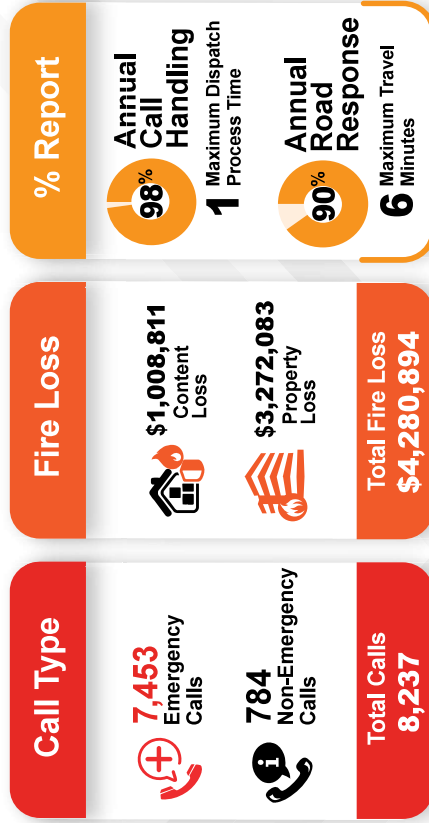 Call Type
7,453
Emergency
Calls
784
Non-Emergency
Calls
Total Calls
8,237
Fire Loss
$1,008,811
Content
Loss
$3,272,083
Property
Loss
Total Fire Loss
$4,280,894
% Report
98%
Annual
Call
Handling
1 Maximum Dispatch
Process Time
90%
Annual
Road
Response
6 Maximum Travel
Minutes